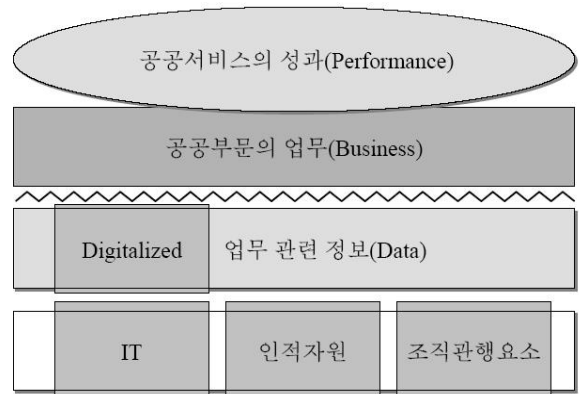 공공서비스의 성과(Performance)
공공부문의 업무(Business)
Digitalized 업무 관련 정보(Data)
IT 인적자원 조직관행요소